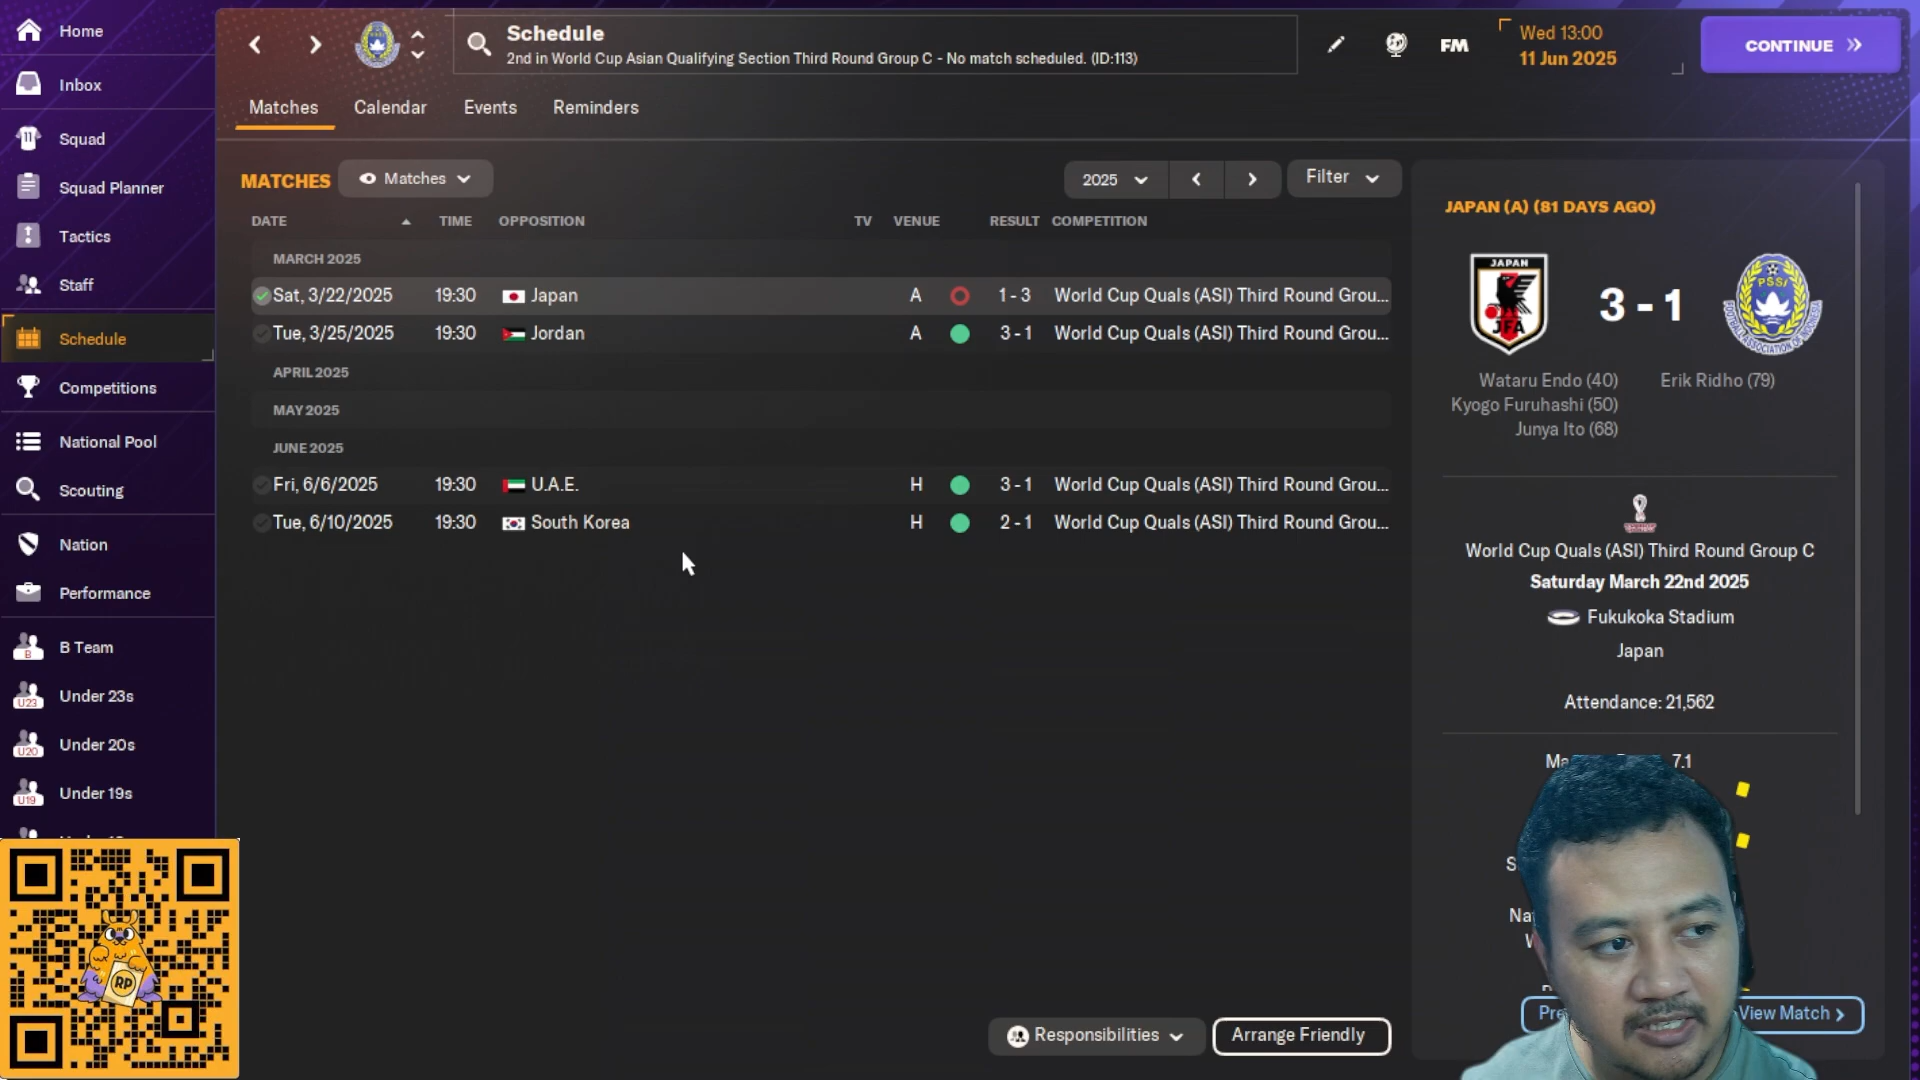 Home
Inbox
Squad
Squad Planner
Tactics
Staff
Schedule
Competitions
National Pool
Scouting
Nation
Performance
B Team
Under 23s
Under 20s
Under 19s
Schedule
2nd in World Cup Asian Qualifying Section Third Round Group C - No match scheduled. (ID:113)
FM
Wed 13:00
11 Jun 2025
CONTINUE
Matches Calendar Events Reminders
MATCHES Matches 2025 Filter
DATE TIME OPPOSITION TV VENUE RESULT COMPETITION
MARCH 2025
Sat, 3/22/2025 19:30 Japan A 1 - 3 World Cup Quals (ASI) Third Round Grou...
Tue, 3/25/2025 19:30 Jordan A 3 - 1 World Cup Quals (ASI) Third Round Grou...
APRIL 2025
MAY 2025
JUNE 2025
Fri, 6/6/2025 19:30 U.A.E. H 3 - 1 World Cup Quals (ASI) Third Round Grou...
Tue, 6/10/2025 19:30 South Korea H 2 - 1 World Cup Quals (ASI) Third Round Grou...
Responsibilities Arrange Friendly
JAPAN (A) (81 DAYS AGO)
JAPAN
JFA
3 - 1
PSSI
Wataru Endo (40) Erik Ridho (79)
Kyogo Furuhashi (50)
Junya Ito (68)
World Cup Quals (ASI) Third Round Group C
Saturday March 22nd 2025
Fukukoka Stadium
Japan
Attendance: 21,562
7.1
View Match
RP